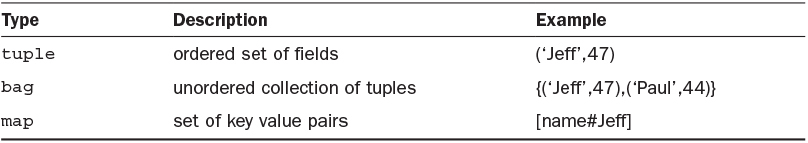 Type Description Example
tuple ordered set of fields (‘Jeff’,47)
bag unordered collection of tuples {(‘Jeff’,47),(‘Paul’,44)}
map set of key value pairs [name#Jeff]